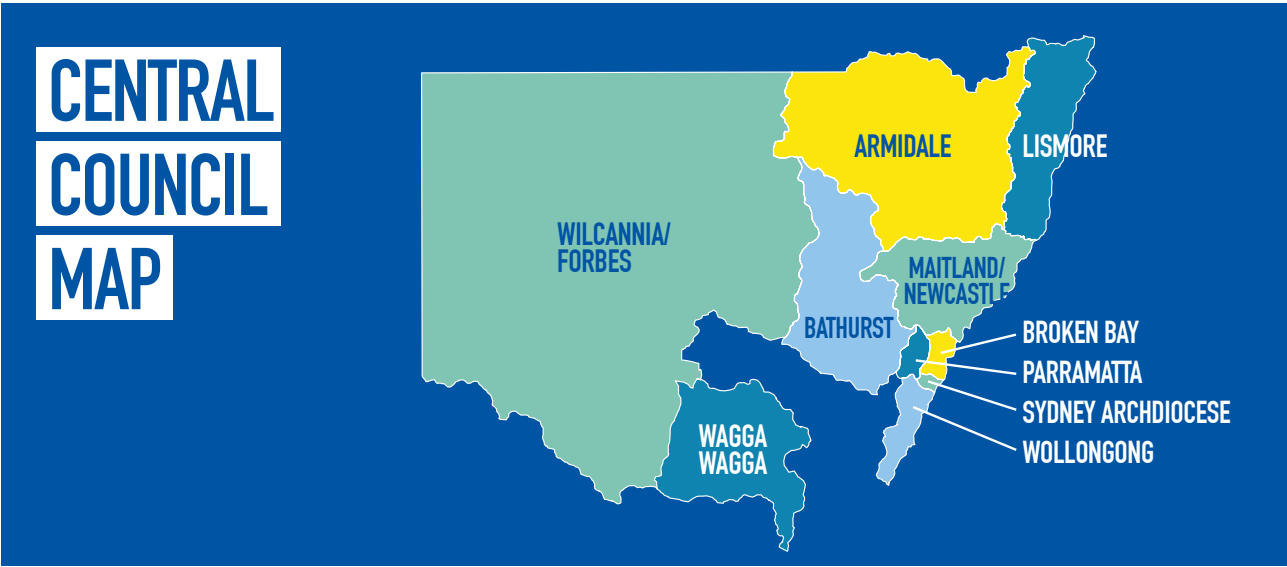 CENTRAL
COUNCIL
MAP
ARMIDALE
LISMORE
WILCANNIA/
FORBES
MAITLAND/
NEWCASTLE
BATHURST
BROKEN BAY
PARRAMATTA
SYDNEY ARCHDIOCESE
WOLLONGONG
WAGGA
WAGGA